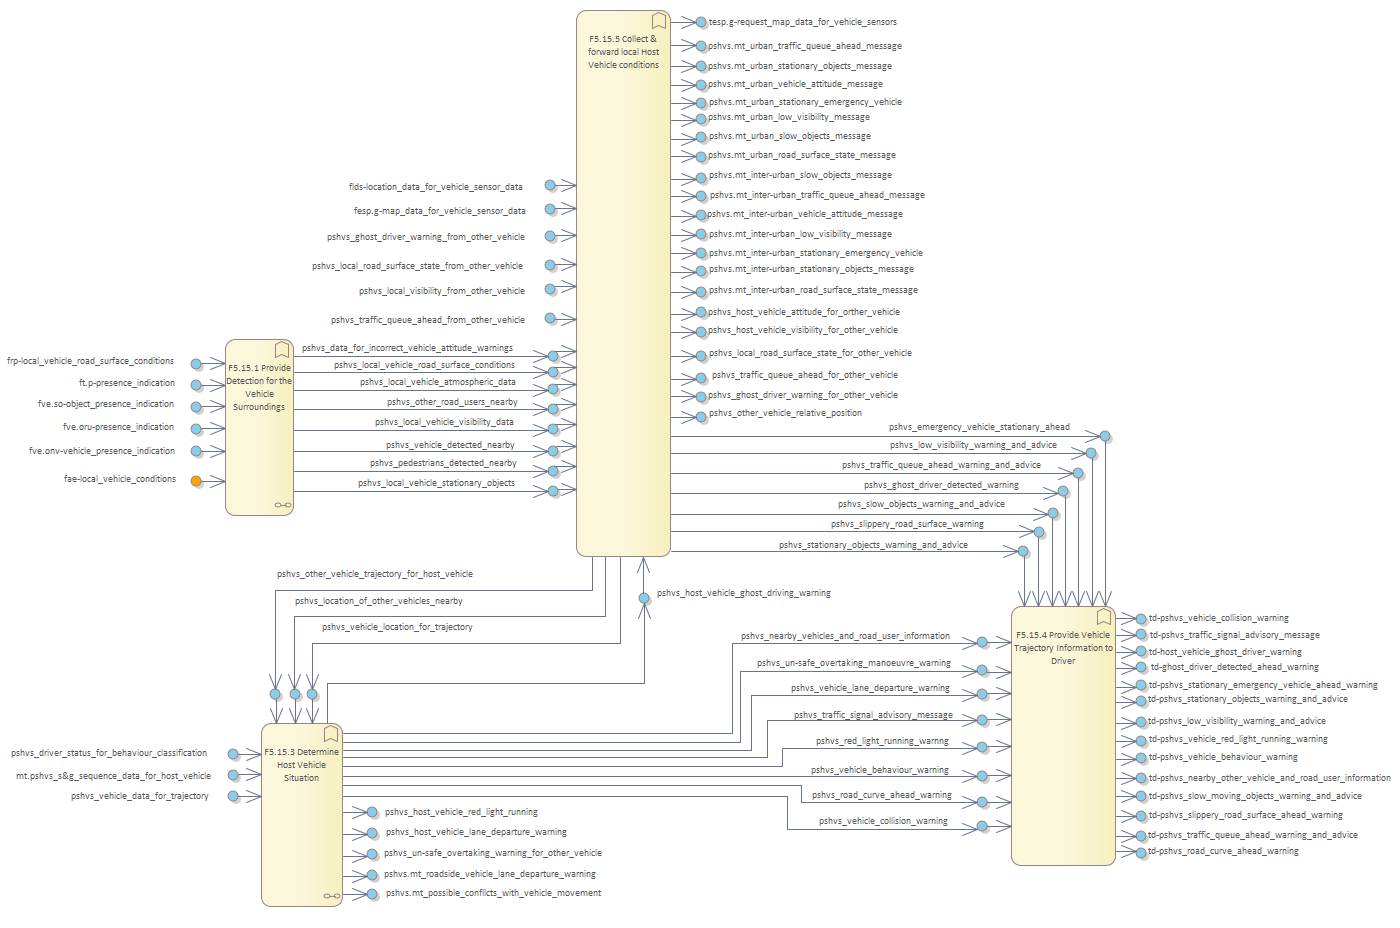 F5.15.5 Collect &
forward local Host
Vehicle conditions
tesp.g-request_map_data_for_vehicle_sensors
pshvs.mt_urban_traffic_queue_ahead_message
pshvs.mt_urban_stationary_objects_message
pshvs.mt_urban_vehicle_attitude_message
pshvs.mt_urban_stationary_emergency_vehicle
pshvs.mt_urban_low_visibility_message
pshvs.mt_urban_slow_objects_message
pshvs.mt_urban_road_surface_state_message
pshvs.mt_inter-urban_slow_objects_message
pshvs.mt_inter-urban_traffic_queue_ahead_message
pshvs.mt_inter-urban_vehicle_attitude_message
pshvs.mt_inter-urban_low_visibility_message
pshvs.mt_inter-urban_stationary_emergency_vehicle
pshvs.mt_inter-urban_stationary_objects_message
pshvs.mt_inter-urban_road_surface_state_message
pshvs_host_vehicle_attitude_for_orther_vehicle
pshvs_host_vehicle_visibility_for_other_vehicle
pshvs_local_road_surface_state_for_other_vehicle
pshvs_traffic_queue_ahead_for_other_vehicle
pshvs_ghost_driver_warning_for_other_vehicle
pshvs_other_vehicle_relative_position
flds-location_data_for_vehicle_sensor_data
fesp.g-map_data_for_vehicle_sensor_data
pshvs_ghost_driver_warning_from_other_vehicle
pshvs_local_road_surface_state_from_other_vehicle
pshvs_local_visibility_from_other_vehicle
pshvs_traffic_queue_ahead_from_other_vehicle
frp-local_vehicle_road_surface_conditions
ft.p-presence_indication
fve.so-object_presence_indication
fve.oru-presence_indication
fve.onv-vehicle_presence_indication
fae-local_vehicle_conditions
F5.15.1 Provide
Detection for the
Vehicle
Surroundings
pshvs_data_for_incorrect_vehicle_attitude_warnings
pshvs_local_vehicle_road_surface_conditions
pshvs_local_vehicle_atmospheric_data
pshvs_other_road_users_nearby
pshvs_local_vehicle_visibility_data
pshvs_vehicle_detected_nearby
pshvs_pedestrians_detected_nearby
pshvs_local_vehicle_stationary_objects
pshvs_emergency_vehicle_stationary_ahead
pshvs_low_visibility_warning_and_advice
pshvs_traffic_queue_ahead_warning_and_advice
pshvs_ghost_driver_detected_warning
pshvs_slow_objects_warning_and_advice
pshvs_slippery_road_surface_warning
pshvs_stationary_objects_warning_and_advice
pshvs_other_vehicle_trajectory_for_host_vehicle
pshvs_location_of_other_vehicles_nearby
pshvs_vehicle_location_for_trajectory
pshvs_host_vehicle_ghost_driving_warning
pshvs_driver_status_for_behaviour_classification
mt.pshvs_s&g_sequence_data_for_host_vehicle
pshvs_vehicle_data_for_trajectory
F5.15.3 Determine
Host Vehicle
Situation
pshvs_nearby_vehicles_and_road_user_information
pshvs_un-safe_overtaking_manoeuvre_warning
pshvs_vehicle_lane_departure_warning
pshvs_traffic_signal_advisory_message
pshvs_red_light_running_warnng
pshvs_vehicle_behaviour_warning
pshvs_road_curve_ahead_warning
pshvs_vehicle_collision_warning
pshvs_host_vehicle_red_light_running
pshvs_host_vehicle_lane_departure_warning
pshvs_un-safe_overtaking_warning_for_other_vehicle
pshvs.mt_roadside_vehicle_lane_departure_warning
pshvs.mt_possible_conflicts_with_vehicle_movement
F5.15.4 Provide Vehicle
Trajectory Information to
Driver
td-pshvs_vehicle_collision_warning
td-pshvs_traffic_signal_advisory_message
td-host_vehicle_ghost_driver_warning
td-ghost_driver_detected_ahead_warning
td-pshvs_stationary_emergency_vehicle_ahead_warning
td-pshvs_stationary_objects_warning_and_advice
td-pshvs_low_visibility_warning_and_advice
td-pshvs_vehicle_red_light_running_warning
td-pshvs_vehicle_behaviour_warning
td-pshvs_nearby_other_vehicle_and_road_user_information
td-pshvs_slow_moving_objects_warning_and_advice
td-pshvs_slippery_road_surface_ahead_warning
td-pshvs_traffic_queue_ahead_warning_and_advice
td-pshvs_road_curve_ahead_warning